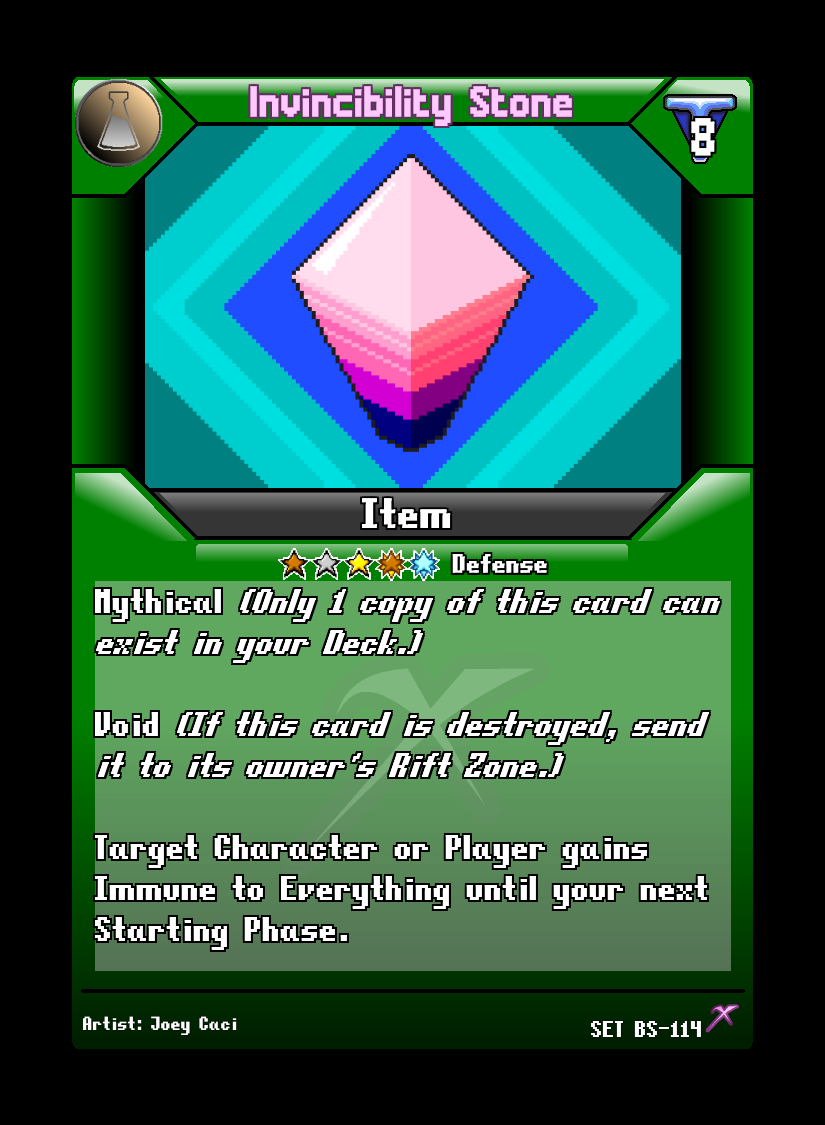 Invincibility Stone
8
Item
Defense
Mythical (Only 1 copy of this card can
exist in your Deck.)
Void (If this card is destroyed, send
it to its owner's Rift Zone.)
Target Character or Player gains
Immune to Everything until your next
Starting Phase.
Artist: Joey Caci
SET BS-114